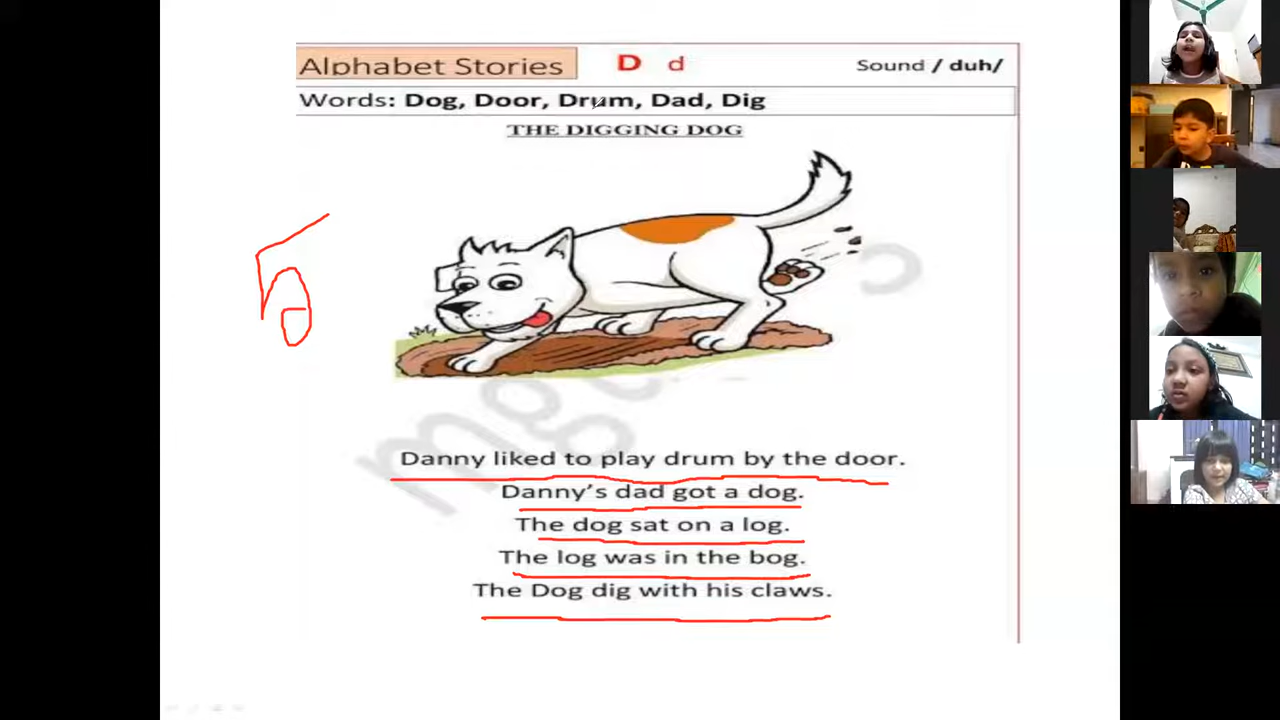 Alphabet Stories D d Sound / duh/
Words: Dog, Door, Drum, Dad, Dig
THE DIGGING DOG
Danny liked to play drum by the door.
Danny's dad got a dog.
The dog sat on a log.
The log was in the bog.
The Dog dig with his claws.